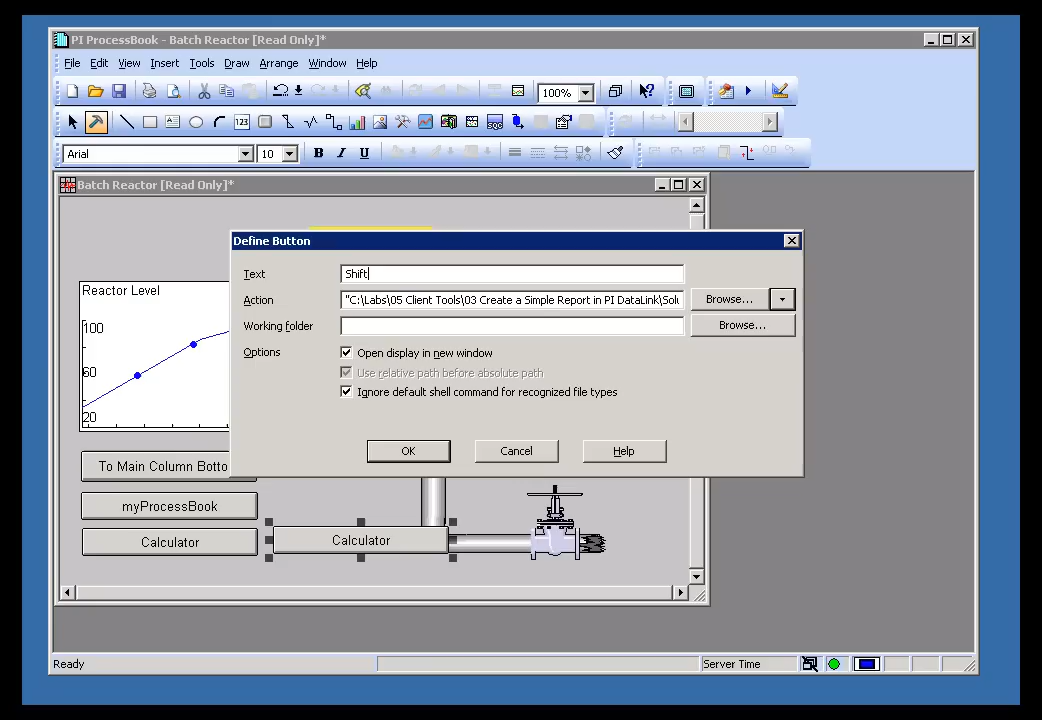 PI ProcessBook - Batch Reactor [Read Only]*
File Edit View Insert Tools Draw Arrange Window Help
100%
123
SQC
Arial 10 B I U
Batch Reactor [Read Only]*
Define Button
Text Shift
Action "C:\Labs\05 Client Tools\03 Create a Simple Report in PI DataLink\Solu Browse...
Working folder Browse...
Options Open display in new window
Use relative path before absolute path
Ignore default shell command for recognized file types
OK Cancel Help
Reactor Level
100
60
20
To Main Column Botto
myProcessBook
Calculator
Calculator
Ready Server Time